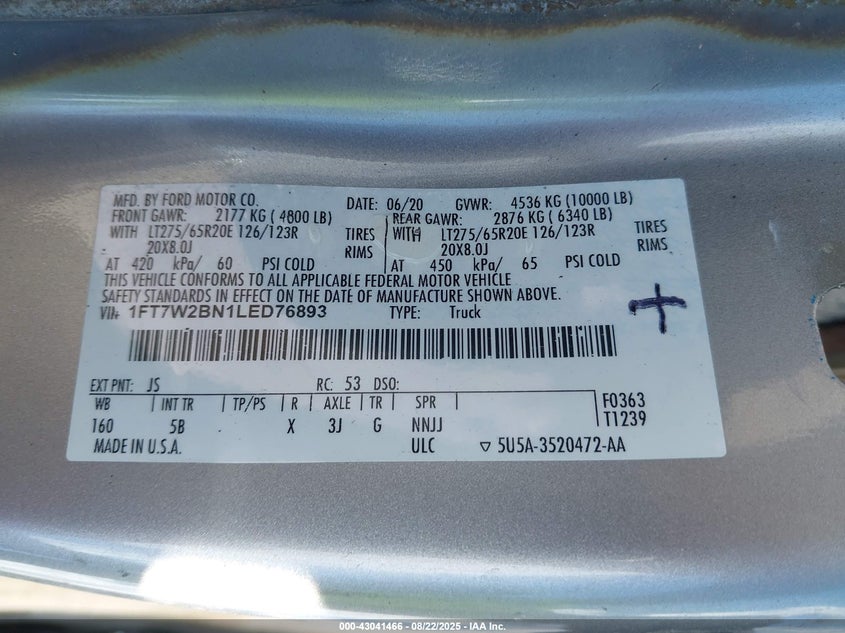 MFD. BY FORD MOTOR CO. DATE: 06/20 GVWR: 4536 KG (10000 LB)
FRONT GAWR: 2177 KG ( 4800 LB) REAR GAWR: 2876 KG ( 6340 LB)
WITH LT275/65R20E 126/123R TIRES WITH LT275/65R20E 126/123R TIRES
20X8.0J RIMS 20X8.0J RIMS
AT 420 kPa/ 60 PSI COLD AT 450 kPa/ 65 PSI COLD
THIS VEHICLE CONFORMS TO ALL APPLICABLE FEDERAL MOTOR VEHICLE
SAFETY STANDARDS IN EFFECT ON THE DATE OF MANUFACTURE SHOWN ABOVE.
VIN: 1FT7W2BN1LED76893 TYPE: Truck
EXT PNT: JS RC: 53 DSO:
WB INT TR TP/PS R AXLE TR SPR F0363
160 5B X 3J G NNJJ T1239
MADE IN U.S.A. ULC ▽ 5U5A-3520472-AA
000-43041466 - 08/22/2025 - IAA Inc.